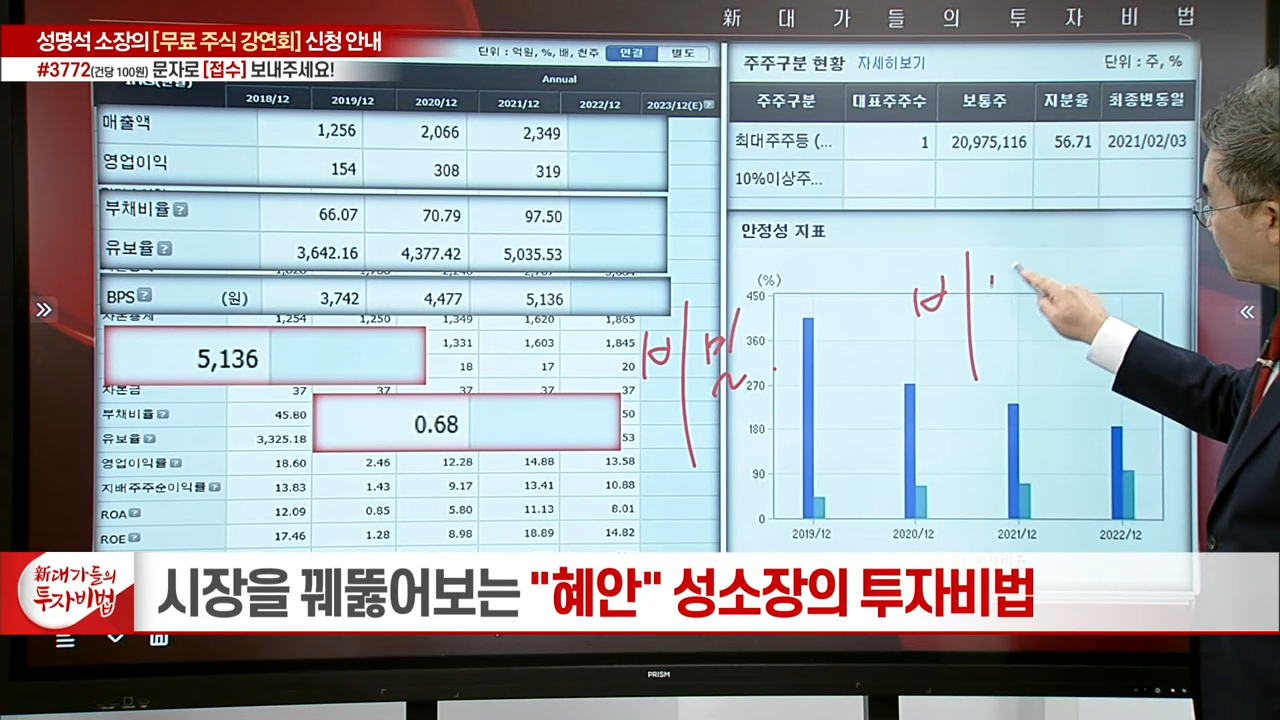 新 대 가 들 의 투 자 비 법
성명석 소장의 [무료 주식 강연회] 신청 안내
#3772(건당 100원) 문자로 [접수] 보내주세요!
단위 : 억원, %, 배, 천주 연결 별도
Annual
2018/12 2019/12 2020/12 2021/12 2022/12 2023/12(E)
매출액 1,256 2,066 2,349
영업이익 154 308 319
부채비율 66.07 70.79 97.50
유보율 3,642.16 4,377.42 5,035.53
BPS (원) 3,742 4,477 5,136
자본총계 1,254 1,250 1,349 1,620 1,865
5,136
1,331 1,603 1,845
18 17 20
자본금 37 37 37 37 37
부채비율 45.80 50
0.68
유보율 3,325.18 53
영업이익률 18.60 2.46 12.28 14.88 13.58
지배주주순이익률 13.83 1.43 9.17 13.41 10.88
ROA 12.09 0.85 5.80 11.13 8.01
ROE 17.46 1.28 8.98 18.89 14.82
비밀
주주구분 현황 자세히보기 단위 : 주, %
주주구분 대표주주수 보통주 지분율 최종변동일
최대주주등 (... 1 20,975,116 56.71 2021/02/03
10%이상주...
안정성 지표
(%)
450
360
270
180
90
0
2019/12 2020/12 2021/12 2022/12
비
新대가들의
투자비법
시장을 꿰뚫어보는 "혜안" 성소장의 투자비법
PRISM